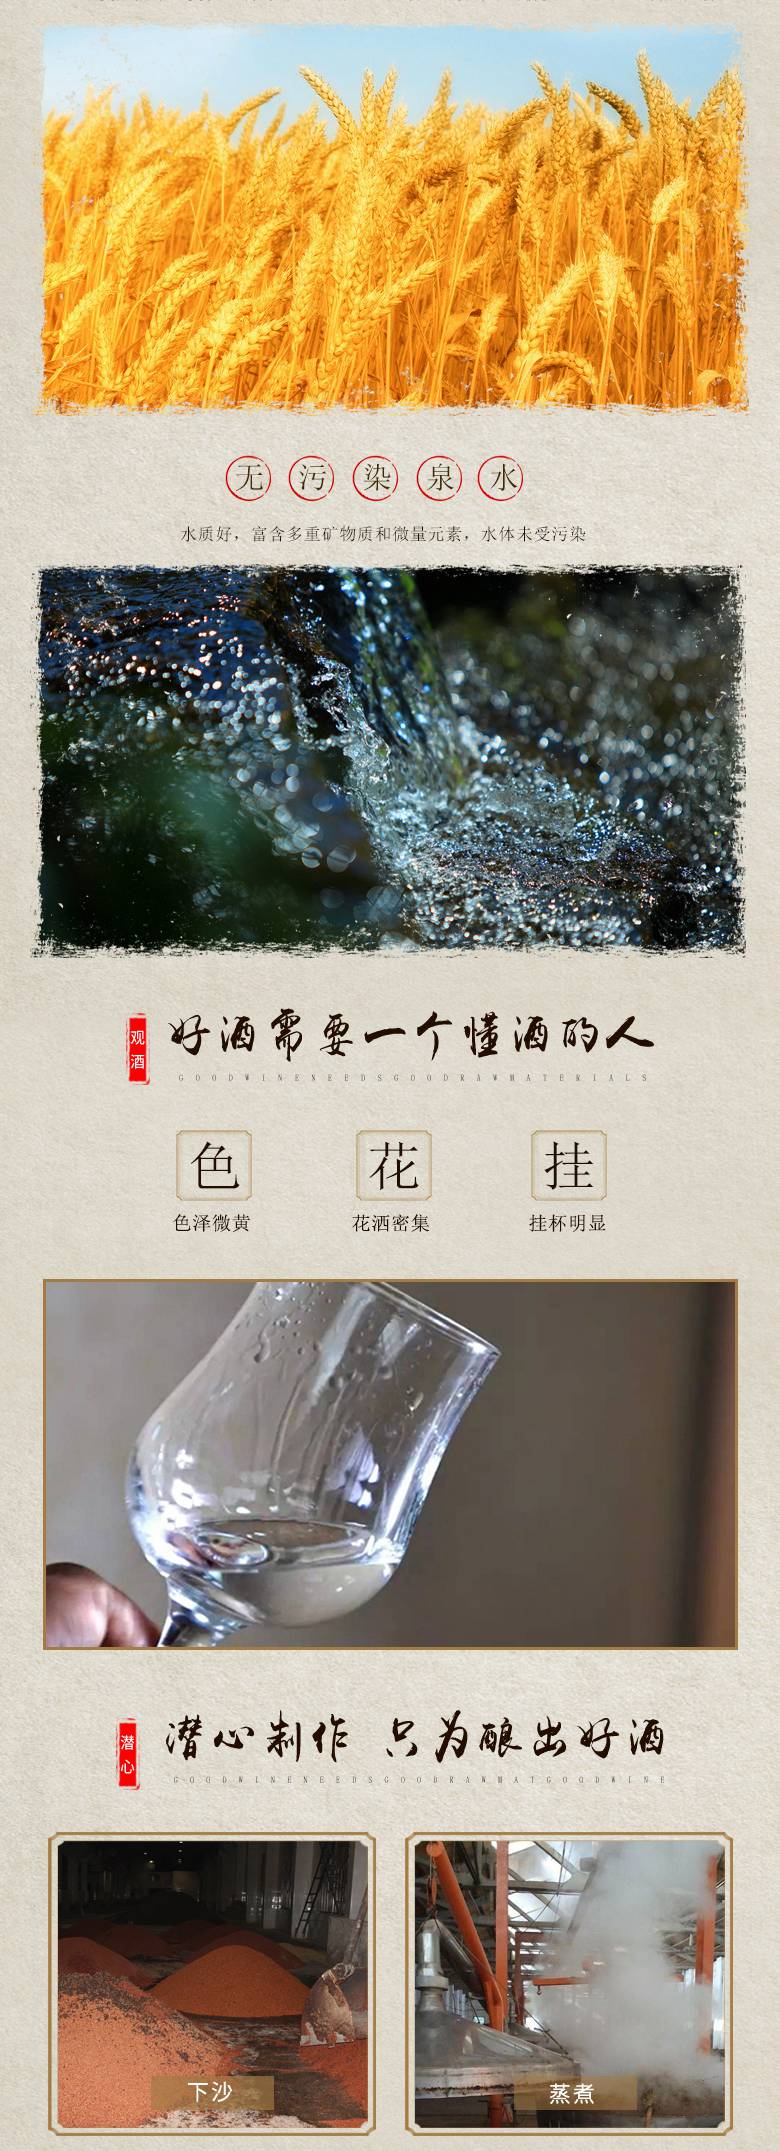 无污染泉水
水质好，富含多重矿物质和微量元素，水体未受污染
观酒
好酒需要一个懂酒的人
GOODWINENEEDSGOODRAWMATERIALS
色 花 挂
色泽微黄 花洒密集 挂杯明显
潜心
潜心制作 只为酿出好酒
GOODWINENEEDSGOODRAWMATGOODWINE
下沙 蒸煮